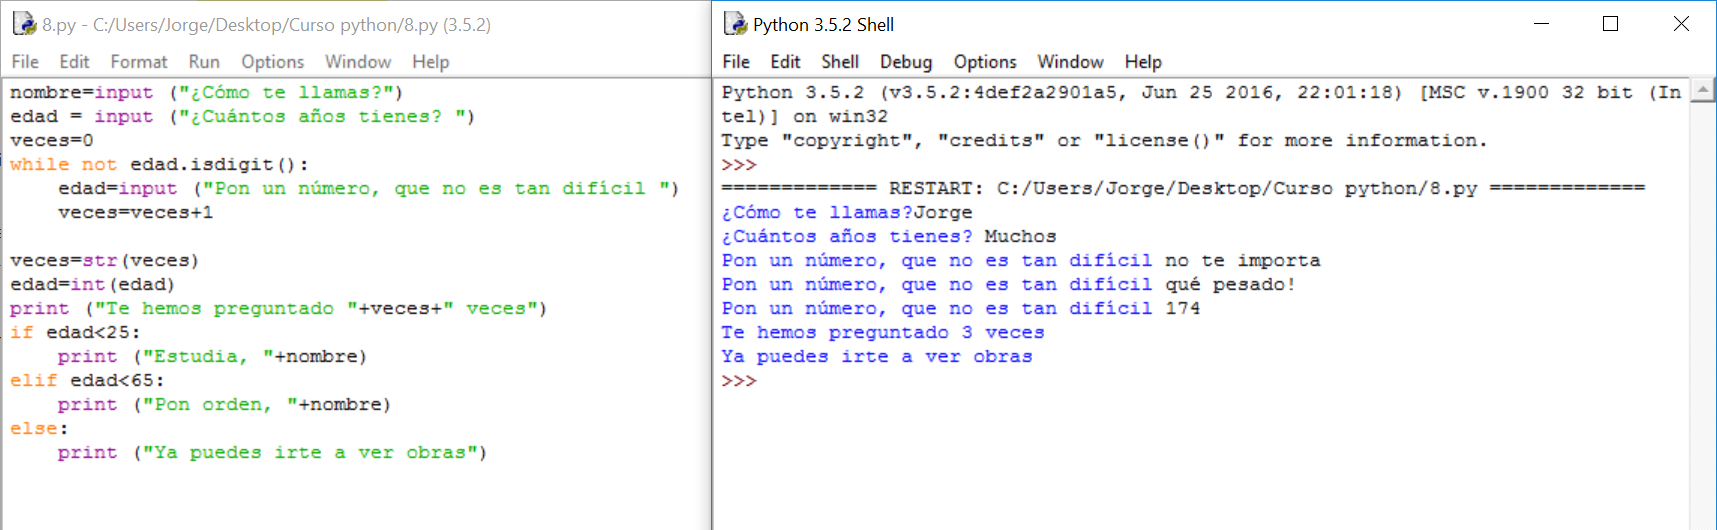 8.py - C:/Users/Jorge/Desktop/Curso python/8.py (3.5.2)
File Edit Format Run Options Window Help
nombre=input ("¿Cómo te llamas?")
edad = input ("¿Cuántos años tienes? ")
veces=0
while not edad.isdigit():
    edad=input ("Pon un número, que no es tan difícil ")
    veces=veces+1

veces=str(veces)
edad=int(edad)
print ("Te hemos preguntado "+veces+" veces")
if edad<25:
    print ("Estudia, "+nombre)
elif edad<65:
    print ("Pon orden, "+nombre)
else:
    print ("Ya puedes irte a ver obras")
Python 3.5.2 Shell
File Edit Shell Debug Options Window Help
Python 3.5.2 (v3.5.2:4def2a2901a5, Jun 25 2016, 22:01:18) [MSC v.1900 32 bit (In
tel)] on win32
Type "copyright", "credits" or "license()" for more information.
>>>
============= RESTART: C:/Users/Jorge/Desktop/Curso python/8.py =============
¿Cómo te llamas?Jorge
¿Cuántos años tienes? Muchos
Pon un número, que no es tan difícil no te importa
Pon un número, que no es tan difícil qué pesado!
Pon un número, que no es tan difícil 174
Te hemos preguntado 3 veces
Ya puedes irte a ver obras
>>>